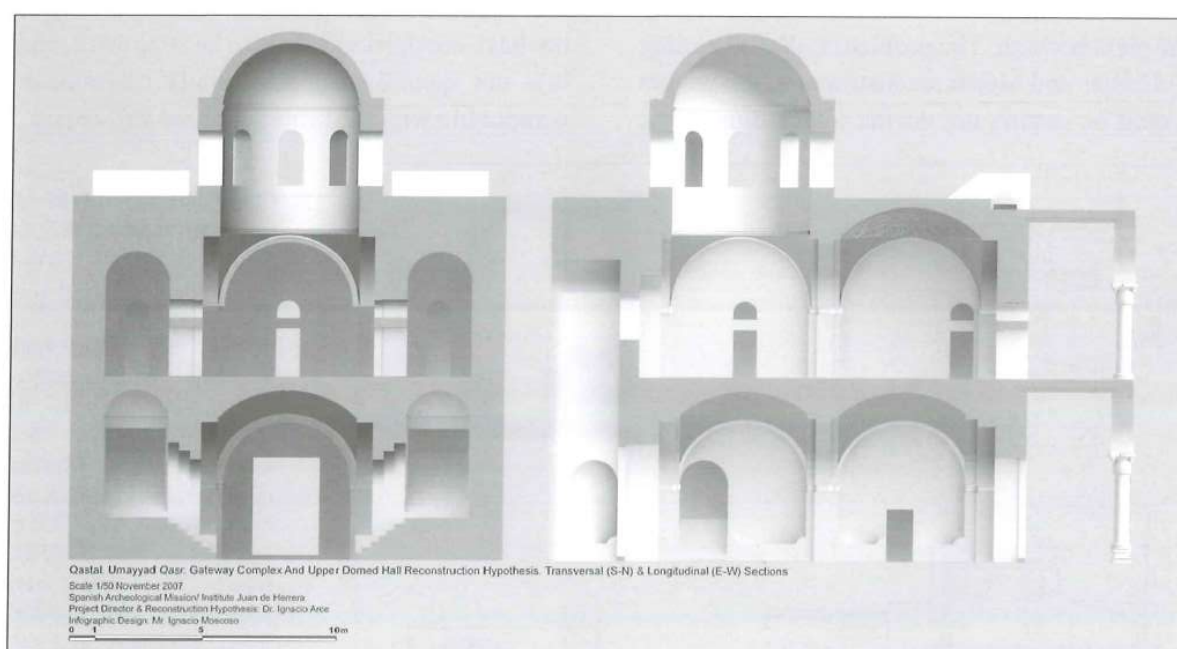 Qastal. Umayyad Qasr. Gateway Complex And Upper Domed Hall Reconstruction Hypothesis. Transversal (S-N) & Longitudinal (E-W) Sections
Scale 1/50 November 2007
Spanish Archeological Mission/ Institute Juan de Herrera
Project Director & Reconstruction Hypothesis: Dr. Ignacio Arce
Infographic Design: Mr. Ignacio Moscoso
0 1 5 10m